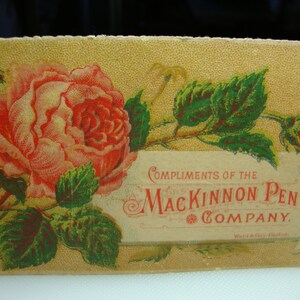 COMPLIMENTS OF THE
MACKINNON PEN
COMPANY.